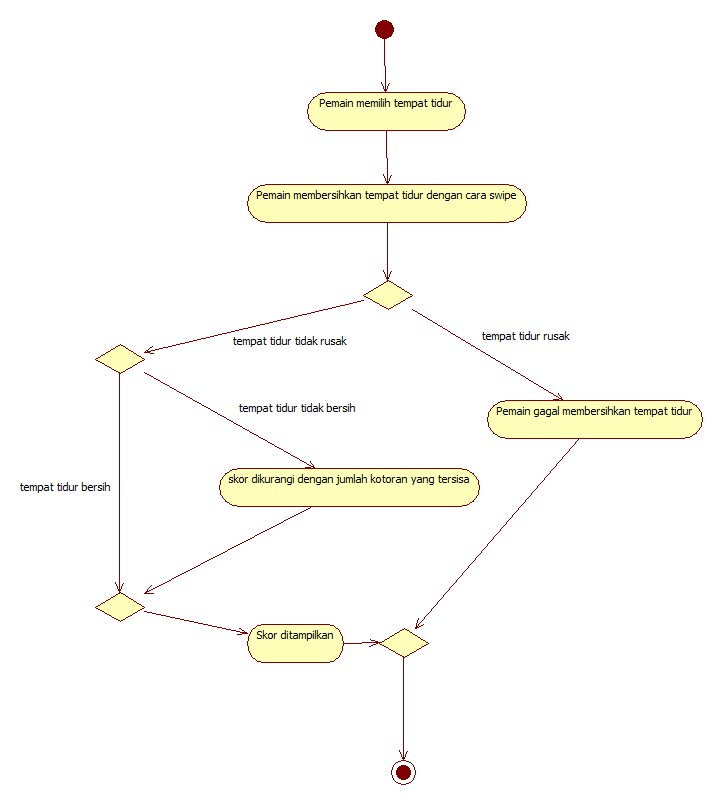 Pemain memilih tempat tidur
Pemain membersihkan tempat tidur dengan cara swipe
tempat tidur tidak rusak
tempat tidur rusak
tempat tidur tidak bersih
Pemain gagal membersihkan tempat tidur
skor dikurangi dengan jumlah kotoran yang tersisa
tempat tidur bersih
Skor ditampilkan